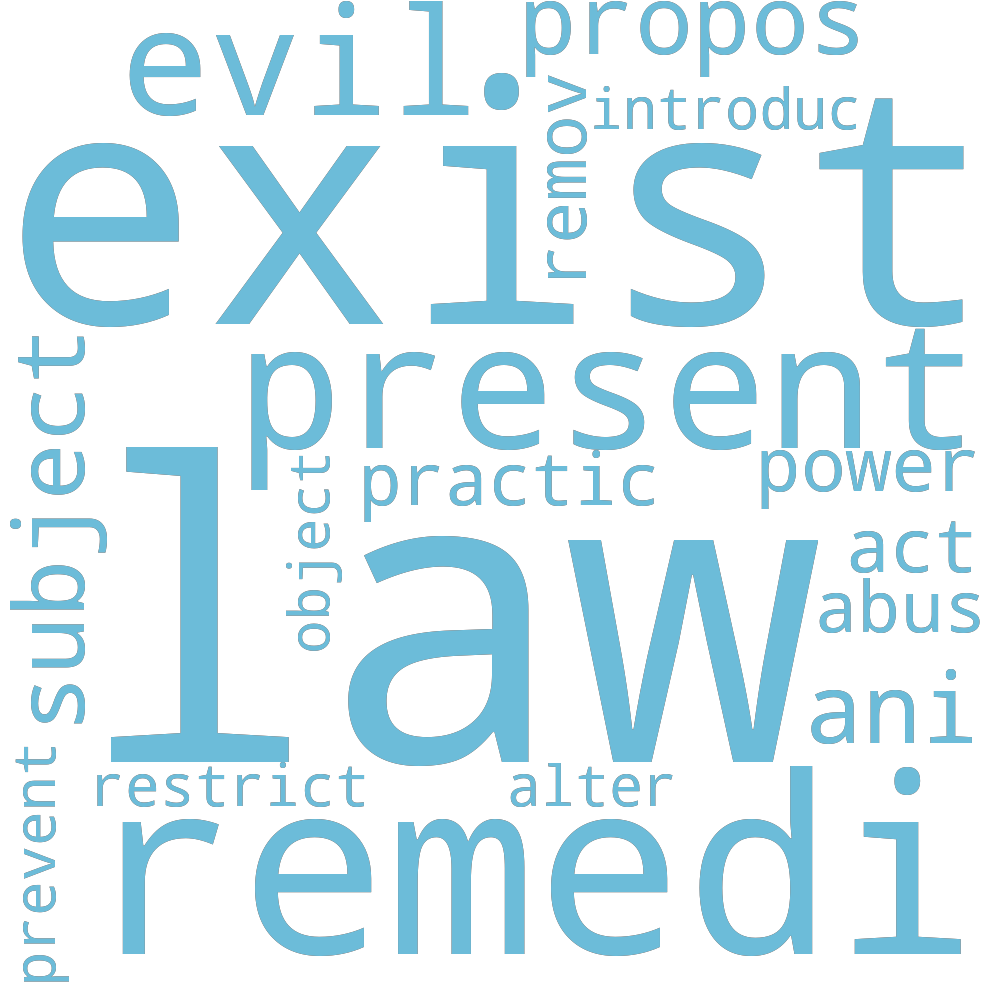 evil
propos
introduc
remov
exist
subject
present
practic
power
object
act
abus
law
ani
prevent
restrict
alter
remedi